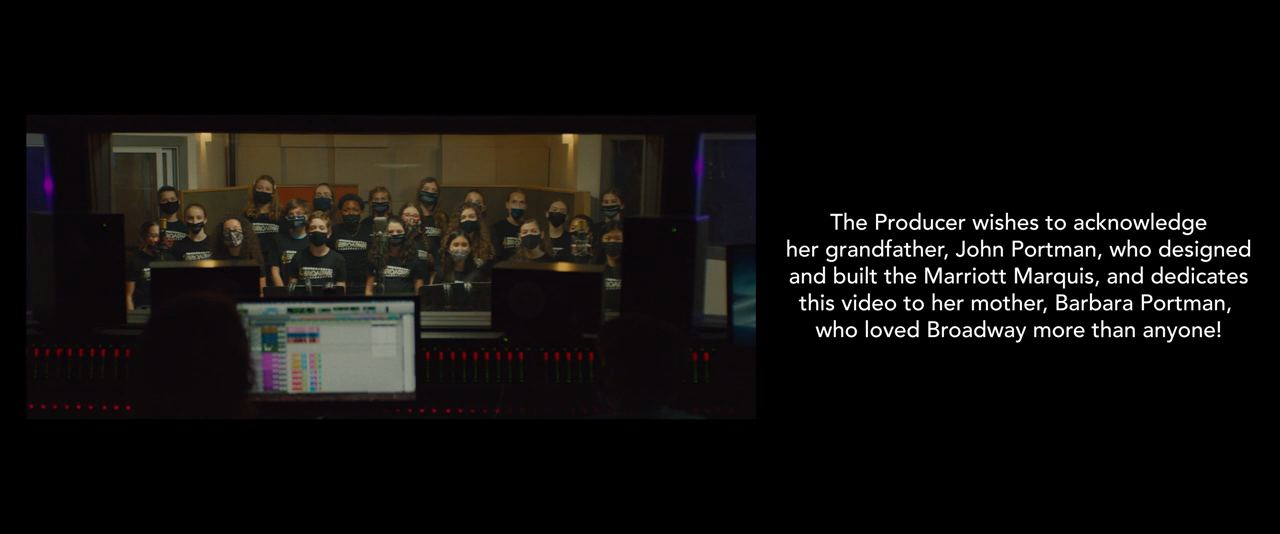 The Producer wishes to acknowledge
her grandfather, John Portman, who designed
and built the Marriott Marquis, and dedicates
this video to her mother, Barbara Portman,
who loved Broadway more than anyone!